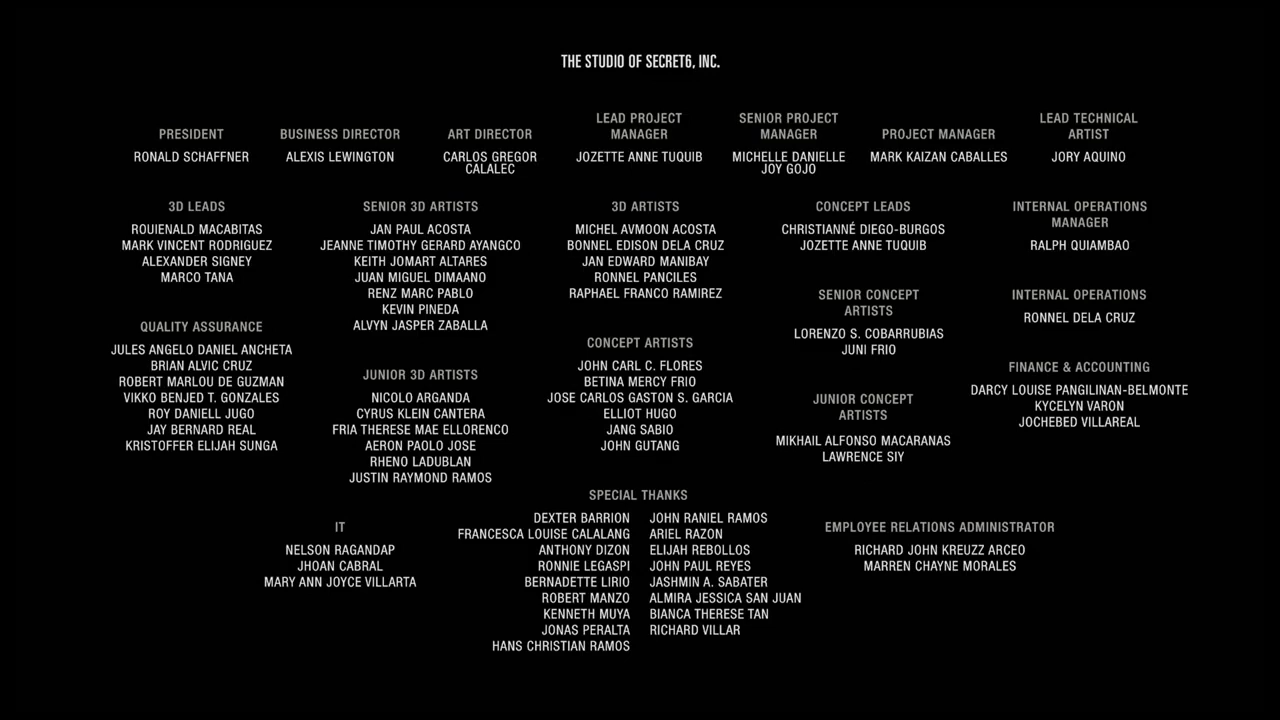 THE STUDIO OF SECRET6, INC.
PRESIDENT
RONALD SCHAFFNER
BUSINESS DIRECTOR
ALEXIS LEWINGTON
ART DIRECTOR
CARLOS GREGOR
CALALEC
LEAD PROJECT
MANAGER
JOZETTE ANNE TUQUIB
SENIOR PROJECT
MANAGER
MICHELLE DANIELLE
JOY GOJO
PROJECT MANAGER
MARK KAIZAN CABALLES
LEAD TECHNICAL
ARTIST
JORY AQUINO
3D LEADS
ROUIENALD MACABITAS
MARK VINCENT RODRIGUEZ
ALEXANDER SIGNEY
MARCO TANA
QUALITY ASSURANCE
JULES ANGELO DANIEL ANCHETA
BRIAN ALVIC CRUZ
ROBERT MARLOU DE GUZMAN
VIKKO BENJED T. GONZALES
ROY DANIELL JUGO
JAY BERNARD REAL
KRISTOFFER ELIJAH SUNGA
SENIOR 3D ARTISTS
JAN PAUL ACOSTA
JEANNE TIMOTHY GERARD AYANGCO
KEITH JOMART ALTARES
JUAN MIGUEL DIMAANO
RENZ MARC PABLO
KEVIN PINEDA
ALVYN JASPER ZABALLA
JUNIOR 3D ARTISTS
NICOLO ARGANDA
CYRUS KLEIN CANTERA
FRIA THERESE MAE ELLORENCO
AERON PAOLO JOSE
RHENO LADUBLAN
JUSTIN RAYMOND RAMOS
3D ARTISTS
MICHEL AVMOON ACOSTA
BONNEL EDISON DELA CRUZ
JAN EDWARD MANIBAY
RONNEL PANCILES
RAPHAEL FRANCO RAMIREZ
CONCEPT ARTISTS
JOHN CARL C. FLORES
BETINA MERCY FRIO
JOSE CARLOS GASTON S. GARCIA
ELLIOT HUGO
JANG SABIO
JOHN GUTANG
CONCEPT LEADS
CHRISTIANNÉ DIEGO-BURGOS
JOZETTE ANNE TUQUIB
SENIOR CONCEPT
ARTISTS
LORENZO S. COBARRUBIAS
JUNI FRIO
JUNIOR CONCEPT
ARTISTS
MIKHAIL ALFONSO MACARANAS
LAWRENCE SIY
INTERNAL OPERATIONS
MANAGER
RALPH QUIAMBAO
INTERNAL OPERATIONS
RONNEL DELA CRUZ
FINANCE & ACCOUNTING
DARCY LOUISE PANGILINAN-BELMONTE
KYCELYN VARON
JOCHEBED VILLAREAL
IT
NELSON RAGANDAP
JHOAN CABRAL
MARY ANN JOYCE VILLARTA
SPECIAL THANKS
DEXTER BARRION
FRANCESCA LOUISE CALALANG
ANTHONY DIZON
RONNIE LEGASPI
BERNADETTE LIRIO
ROBERT MANZO
KENNETH MUYA
JONAS PERALTA
HANS CHRISTIAN RAMOS
JOHN RANIEL RAMOS
ARIEL RAZON
ELIJAH REBOLLOS
JOHN PAUL REYES
JASHMIN A. SABATER
ALMIRA JESSICA SAN JUAN
BIANCA THERESE TAN
RICHARD VILLAR
EMPLOYEE RELATIONS ADMINISTRATOR
RICHARD JOHN KREUZZ ARCEO
MARREN CHAYNE MORALES